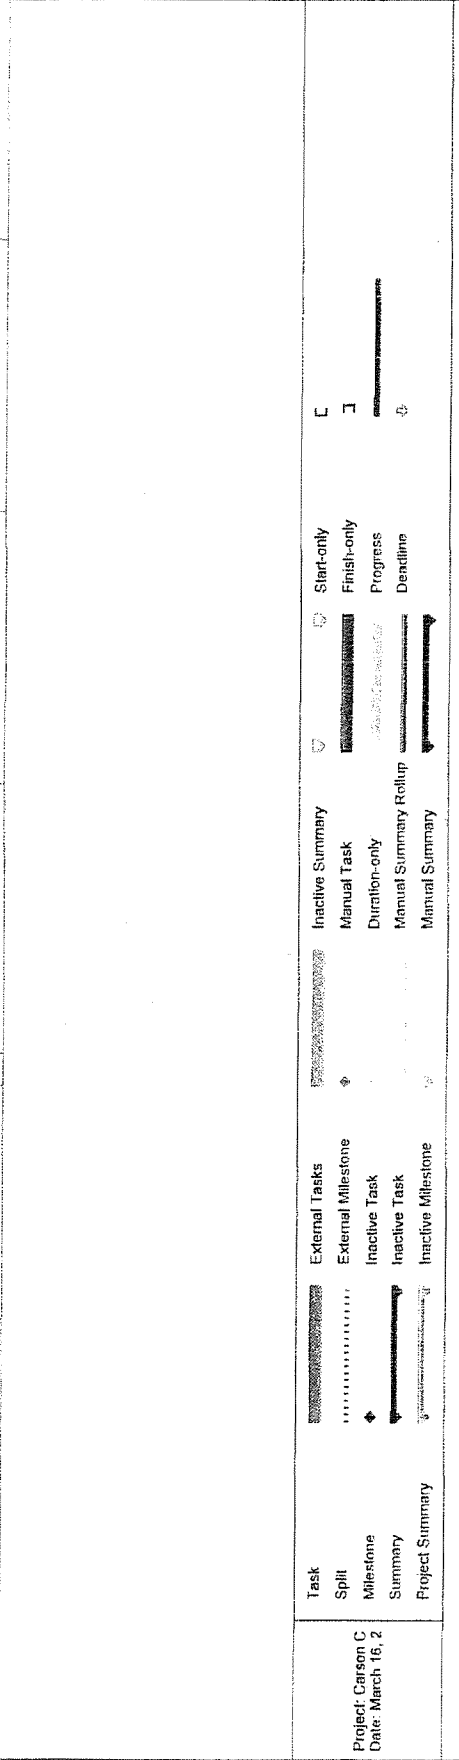 Project: Carson C
Date: March 16, 2
Task
Split
Milestone
Summary
Project Summary
External Tasks
External Milestone
Inactive Task
Inactive Task
Inactive Milestone
Inactive Summary
Manual Task
Duration-only
Manual Summary Rollup
Manual Summary
Start-only
Finish-only
Progress
Deadline